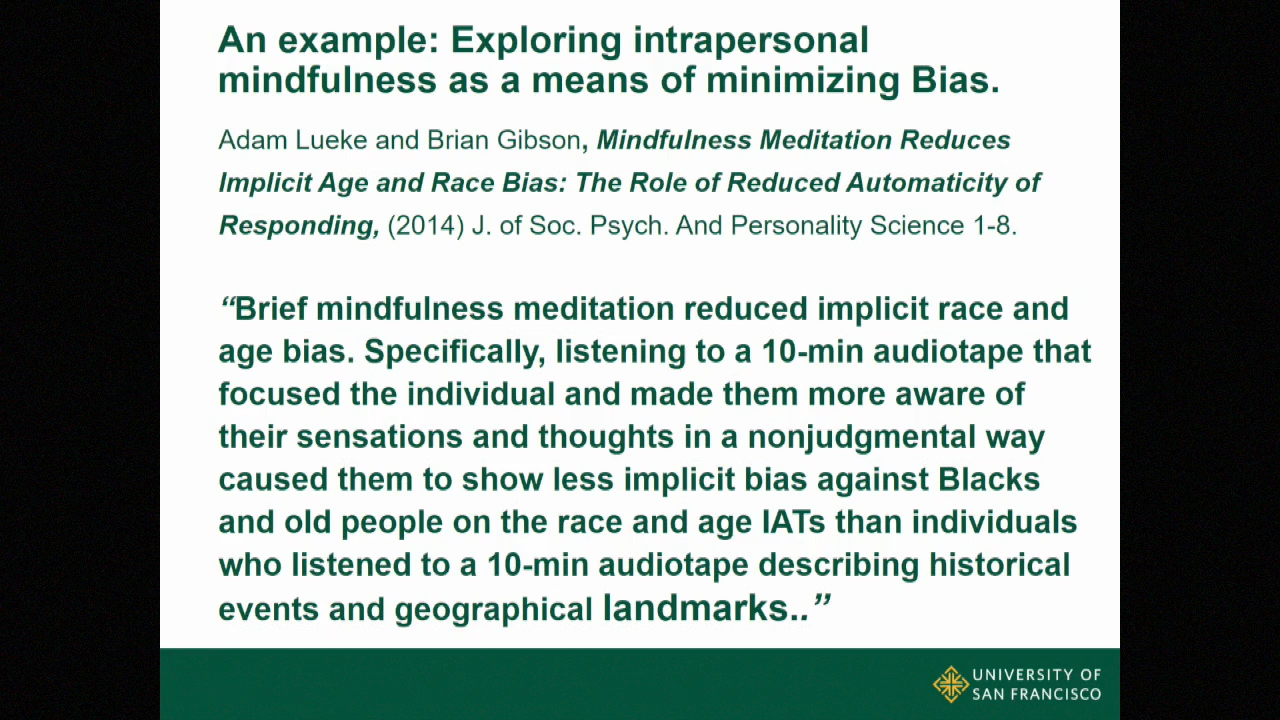 An example: Exploring intrapersonal
mindfulness as a means of minimizing Bias.
Adam Lueke and Brian Gibson, Mindfulness Meditation Reduces
Implicit Age and Race Bias: The Role of Reduced Automaticity of
Responding, (2014) J. of Soc. Psych. And Personality Science 1-8.
“Brief mindfulness meditation reduced implicit race and
age bias. Specifically, listening to a 10-min audiotape that
focused the individual and made them more aware of
their sensations and thoughts in a nonjudgmental way
caused them to show less implicit bias against Blacks
and old people on the race and age IATs than individuals
who listened to a 10-min audiotape describing historical
events and geographical landmarks..”
UNIVERSITY OF
SAN FRANCISCO